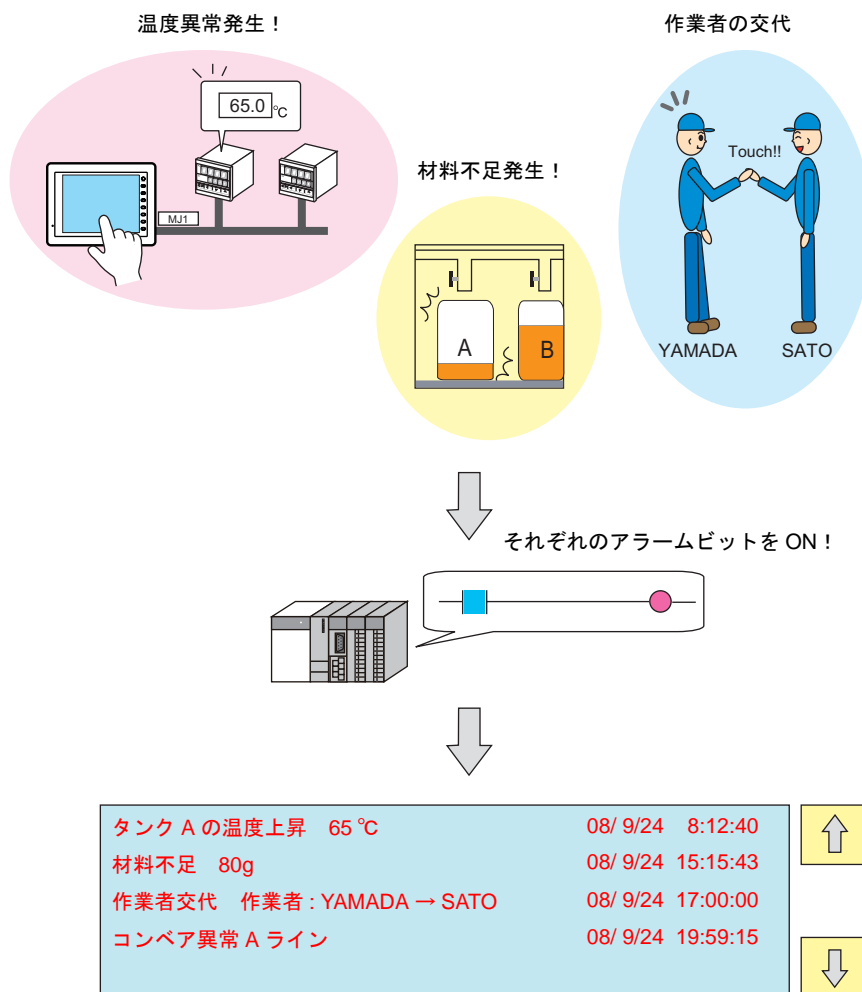 温度異常発生！
作業者の交代
65.0 ℃
材料不足発生！
Touch!!
MJ1
A
B
YAMADA
SATO
それぞれのアラームビットを ON！
タンク A の温度上昇 65 ℃ 08/ 9/24 8:12:40
材料不足 80g 08/ 9/24 15:15:43
作業者交代 作業者 : YAMADA → SATO 08/ 9/24 17:00:00
コンベア異常 A ライン 08/ 9/24 19:59:15